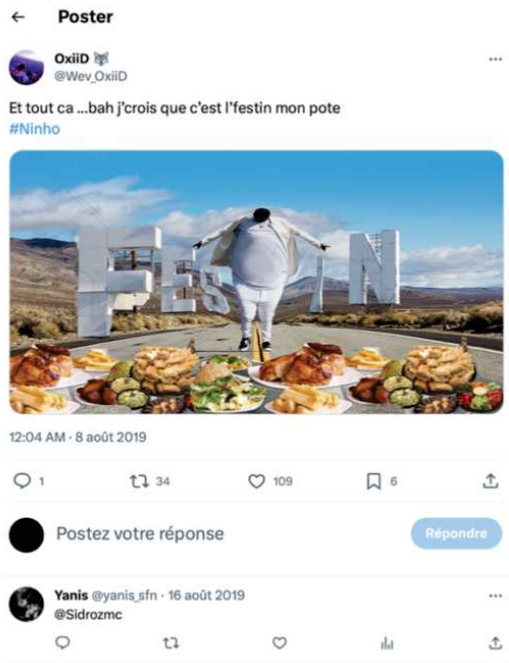 ← Poster
OxiiD
@Wev_OxiiD
Et tout ca ...bah j'crois que c'est l'festin mon pote
#Ninho
FESTIN
12:04 AM · 8 août 2019
1 34 109 6
Postez votre réponse
Répondre
Yanis @yanis_sfn · 16 août 2019
@Sidrozmc